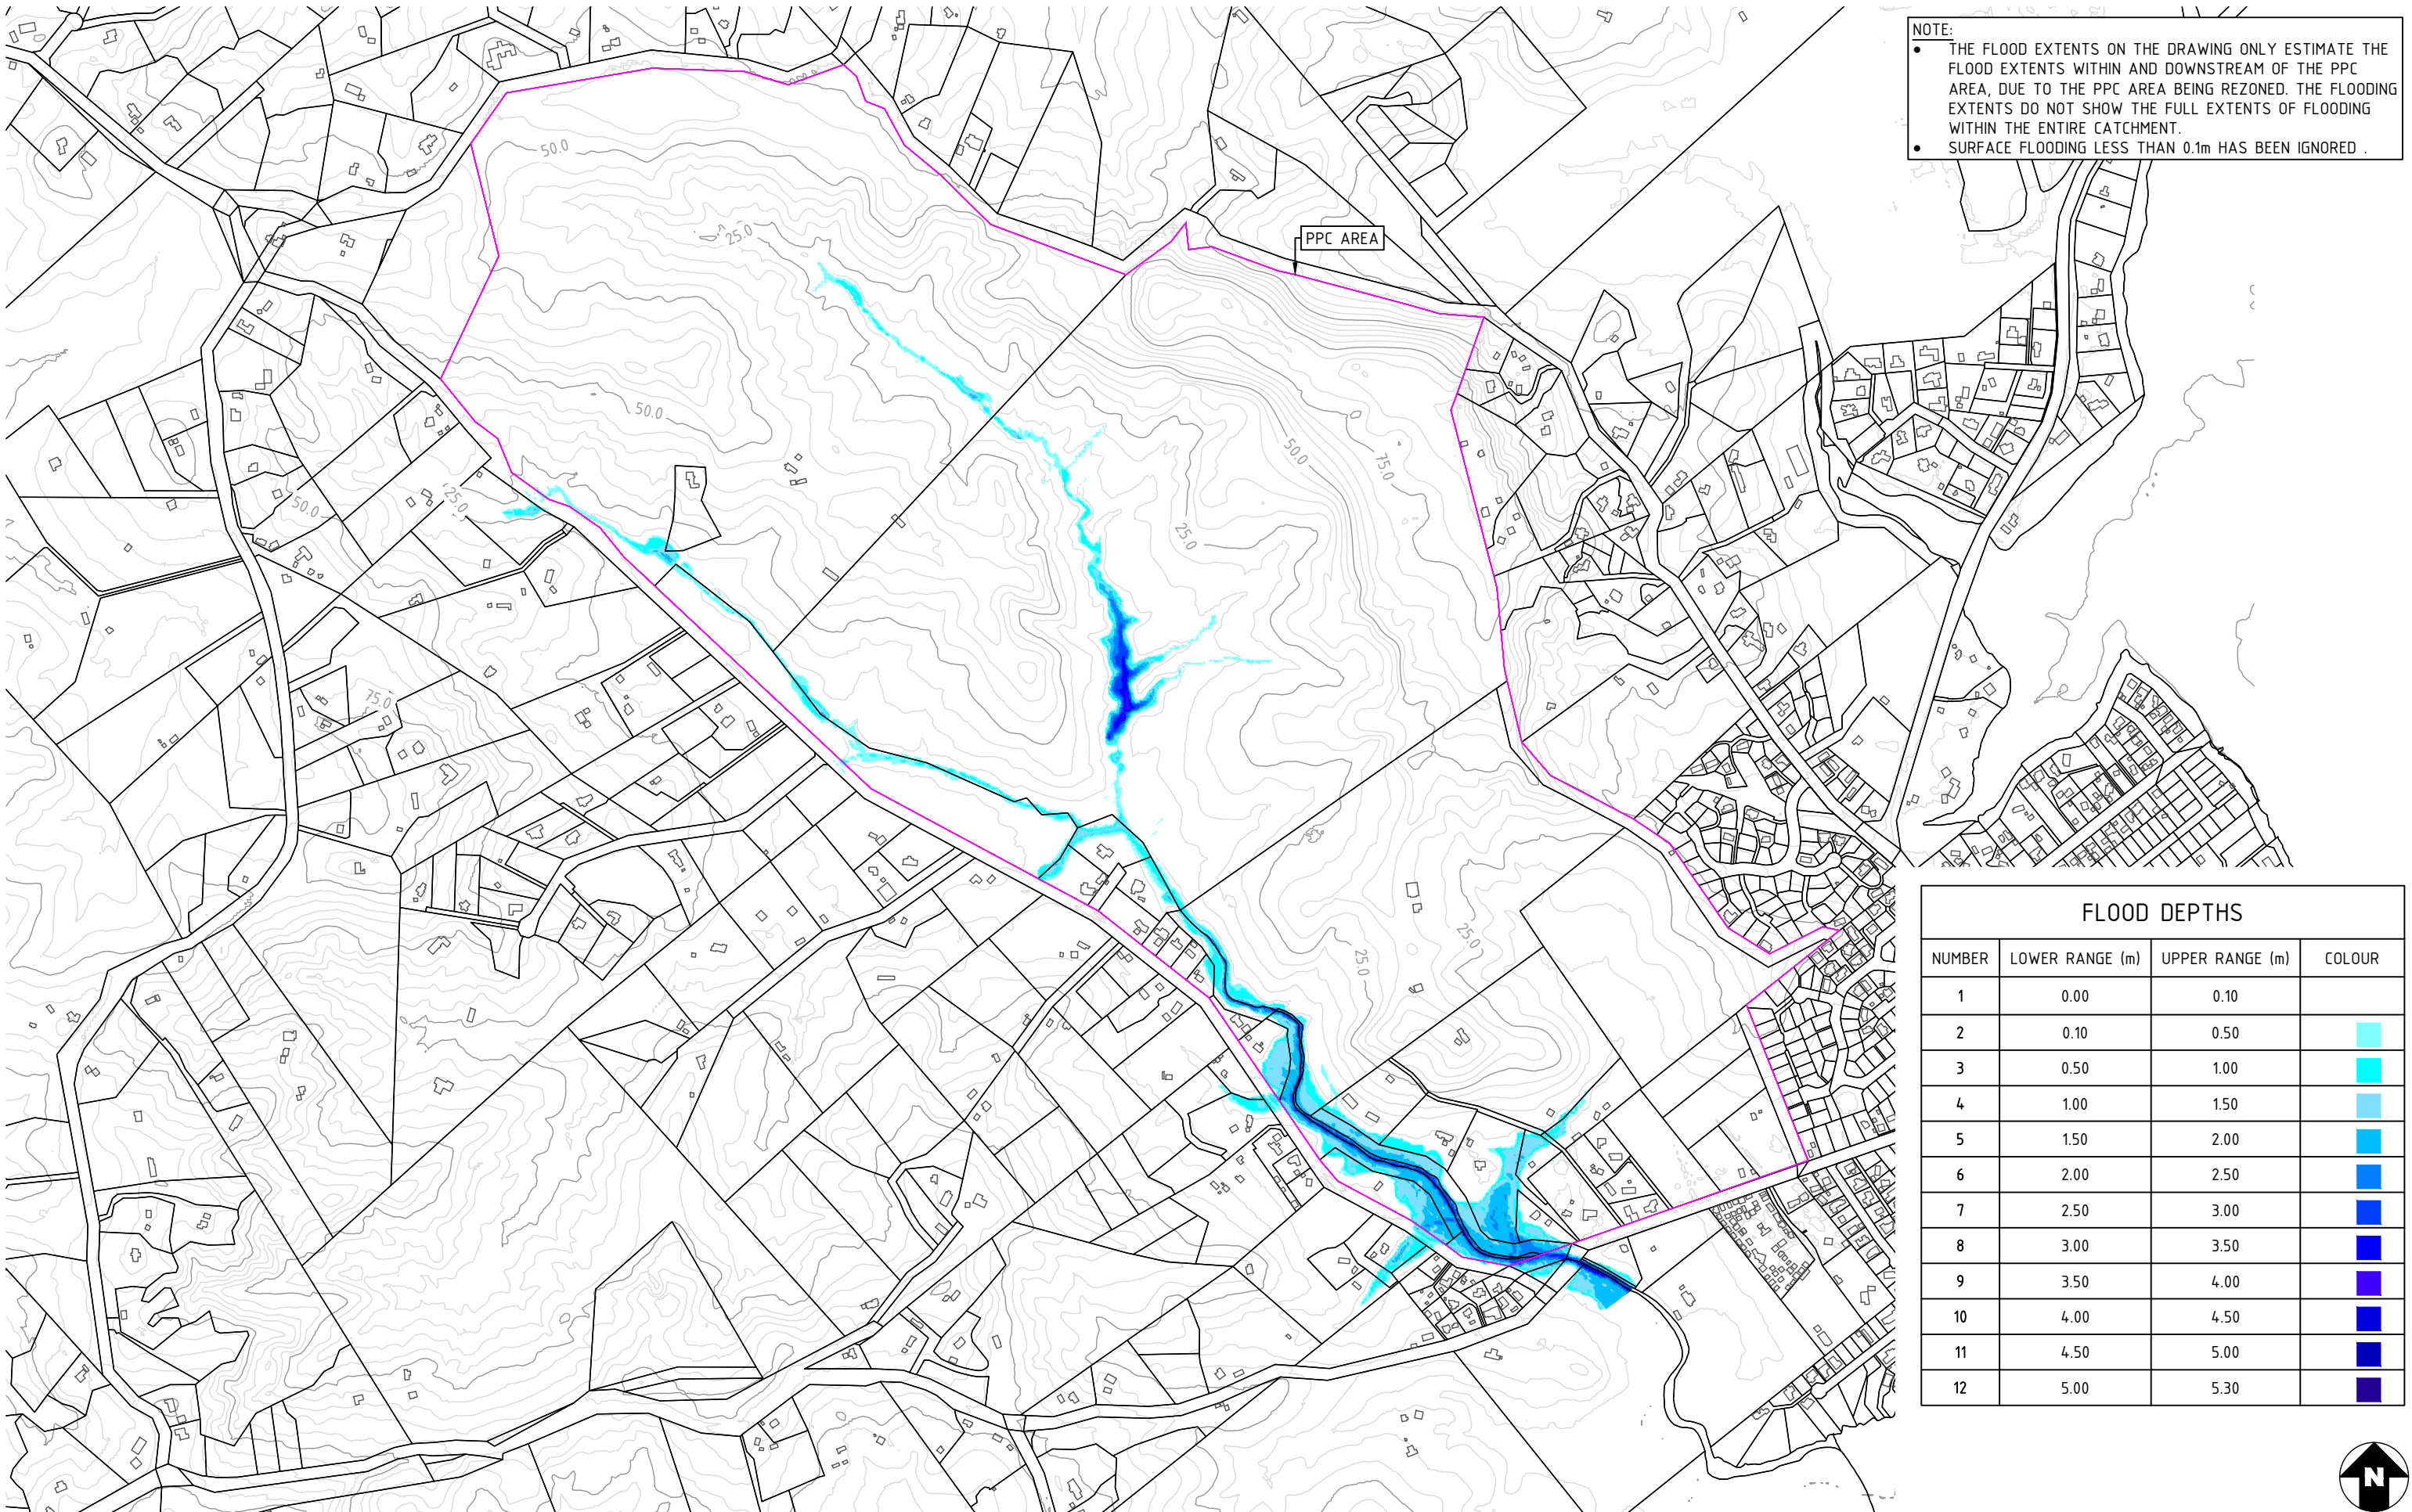 NOTE:
• THE FLOOD EXTENTS ON THE DRAWING ONLY ESTIMATE THE
FLOOD EXTENTS WITHIN AND DOWNSTREAM OF THE PPC
AREA, DUE TO THE PPC AREA BEING REZONED. THE FLOODING
EXTENTS DO NOT SHOW THE FULL EXTENTS OF FLOODING
WITHIN THE ENTIRE CATCHMENT.
• SURFACE FLOODING LESS THAN 0.1m HAS BEEN IGNORED .
50.0
25.0
PPC AREA
50.0
50.0
75.0
25.0
50.0
25.0
75.0
25.0
25.0
FLOOD DEPTHS
NUMBER LOWER RANGE (m) UPPER RANGE (m) COLOUR
1 0.00 0.10
2 0.10 0.50
3 0.50 1.00
4 1.00 1.50
5 1.50 2.00
6 2.00 2.50
7 2.50 3.00
8 3.00 3.50
9 3.50 4.00
10 4.00 4.50
11 4.50 5.00
12 5.00 5.30
N